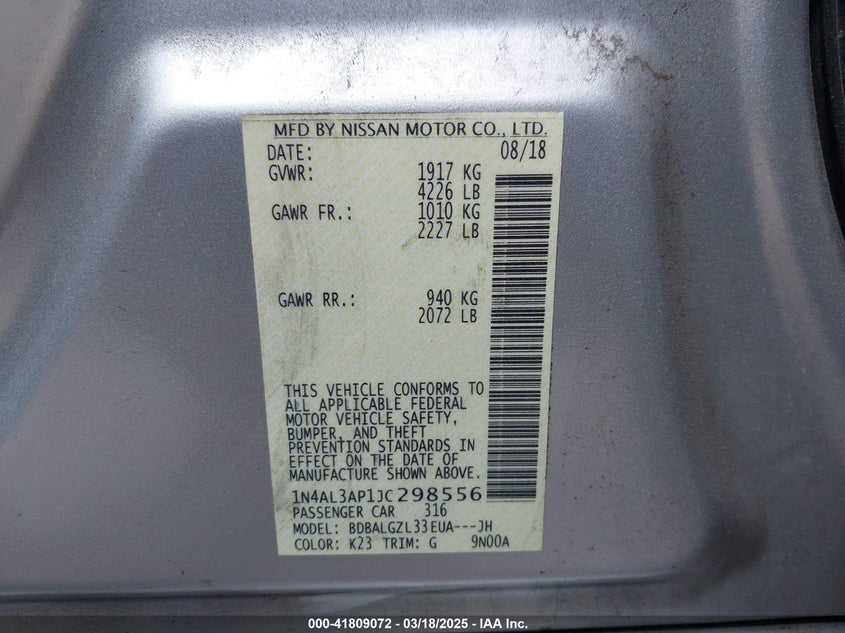 MFD BY NISSAN MOTOR CO., LTD.
DATE: 08/18
GVWR: 1917 KG
4226 LB
GAWR FR.: 1010 KG
2227 LB
GAWR RR.: 940 KG
2072 LB
THIS VEHICLE CONFORMS TO
ALL APPLICABLE FEDERAL
MOTOR VEHICLE SAFETY,
BUMPER, AND THEFT
PREVENTION STANDARDS IN
EFFECT ON THE DATE OF
MANUFACTURE SHOWN ABOVE.
1N4AL3AP1JC298556
PASSENGER CAR 316
MODEL: BDBALGZL33EUA---JH
COLOR: K23 TRIM: G 9N00A
000-41809072 - 03/18/2025 - IAA Inc.